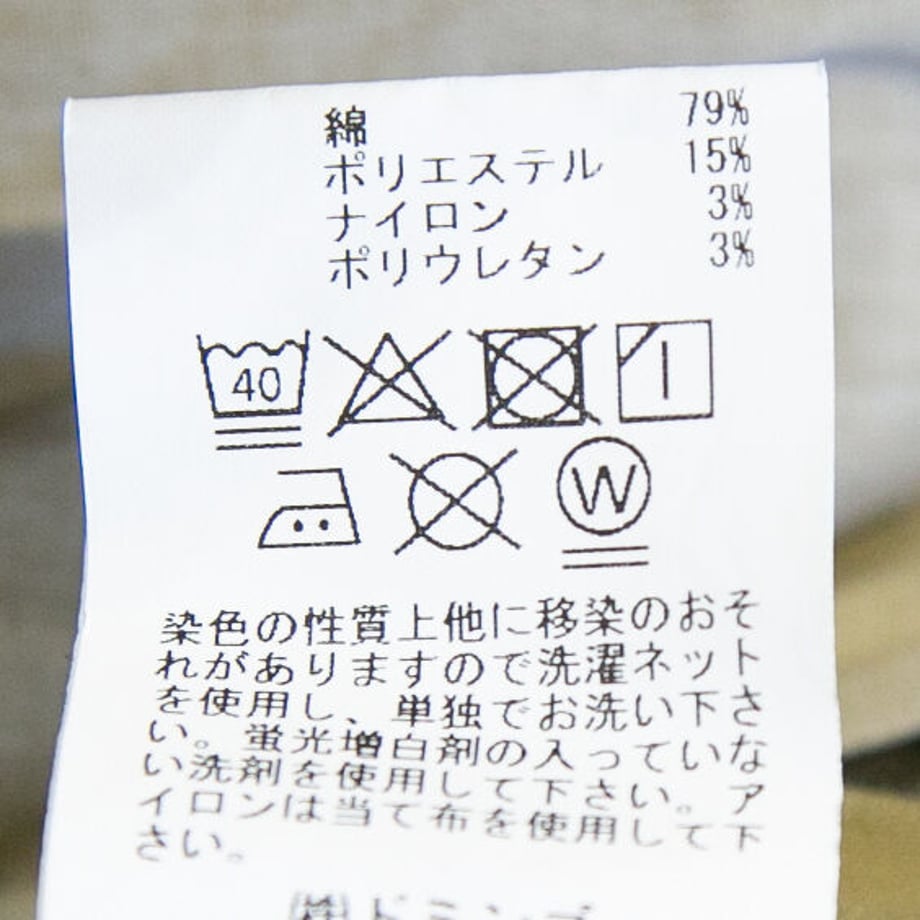 綿 79%
ポリエステル 15%
ナイロン 3%
ポリウレタン 3%
40
W
染色の性質上他に移染のおそ
れがありますので洗濯ネット
を使用し、単独でお洗い下さ
い。蛍光増白剤の入っていな
い洗剤を使用して下さい。ア
イロンは当て布を使用して下
さい。